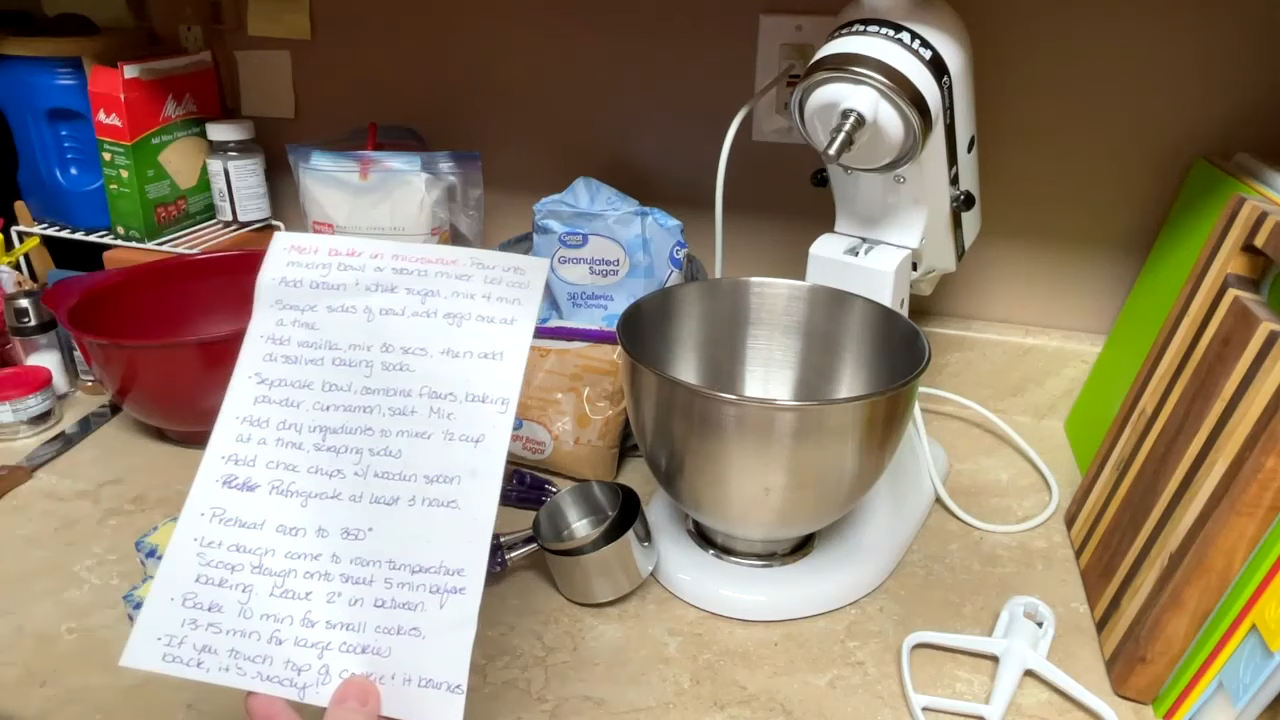 KitchenAid
Melitta
Melitta
Great Value
Granulated
Sugar
30 Calories
Per Serving
Light Brown
Sugar
• Melt butter in microwave. Pour into
mixing bowl or stand mixer. Let cool
• Add brown + white sugar, mix 4 min.
• Scrape sides of bowl, add eggs one at
a time
• Add vanilla, mix 30 secs, then add
dissolved baking soda
• Separate bowl, combine flours, baking
powder, cinnamon, salt. Mix.
• Add dry ingredients to mixer 1/2 cup
at a time, scraping sides
• Add choc chips w/ wooden spoon
• Refrigerate at least 3 hours.
• Preheat oven to 350°
• Let dough come to room temperature
Scoop dough onto sheet 5 min before
baking. Leave 2" in between.
• Bake 10 min for small cookies,
13-15 min for large cookies
• If you touch top of cookie & it bounces
back, it's ready!